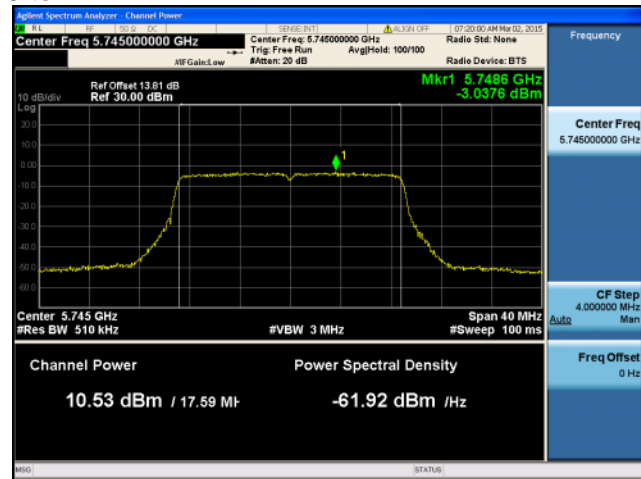 Agilent Spectrum Analyzer - Channel Power
RL RF 50 Ω DC SENSE:INT ALIGN OFF 07:20:00 AM Mar 02, 2015
Center Freq 5.745000000 GHz
Center Freq: 5.745000000 GHz
Radio Std: None
Trig: Free Run Avg|Hold: 100/100
#IFGain:Low #Atten: 20 dB Radio Device: BTS
Frequency
Mkr1 5.7486 GHz
-3.0376 dBm
Ref Offset 13.81 dB
10 dB/div Ref 30.00 dBm
Log
20.0
10.0
0.00
-10.0
-20.0
-30.0
-40.0
-50.0
-60.0
1
Center Freq
5.745000000 GHz
Center 5.745 GHz Span 40 MHz
#Res BW 510 kHz #VBW 3 MHz #Sweep 100 ms
CF Step
4.000000 MHz
Auto Man
Channel Power Power Spectral Density
10.53 dBm / 17.59 MH -61.92 dBm /Hz
Freq Offset
0 Hz
MSG STATUS